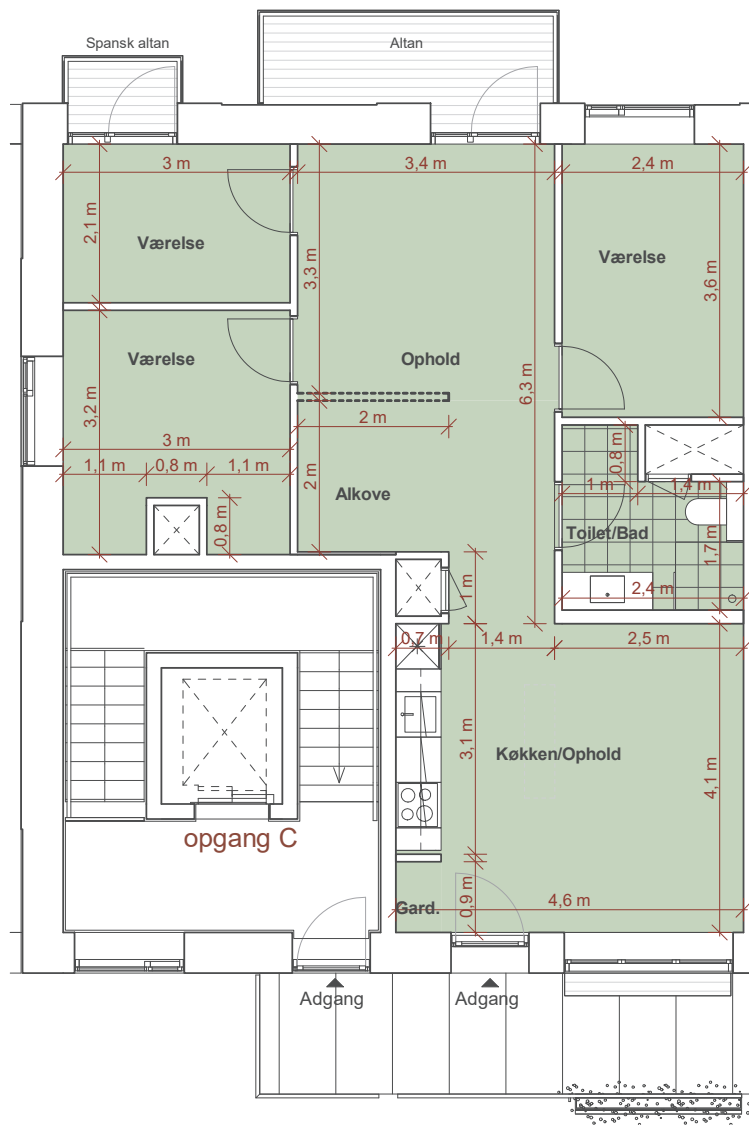 Spansk altan
Altan
3 m
3,4 m
2,4 m
2,1 m
Værelse
3,3 m
Værelse
3,6 m
Værelse
Ophold
6,3 m
3,2 m
2 m
3 m
1,1 m
0,8 m
1,1 m
2 m
Alkove
0,8 m
1 m
1,4 m
0,8 m
Toilet/Bad
1,7 m
2,4 m
1 m
0,7 m
1,4 m
2,5 m
3,1 m
Køkken/Ophold
4,1 m
opgang C
Gard.
0,9 m
4,6 m
Adgang
Adgang